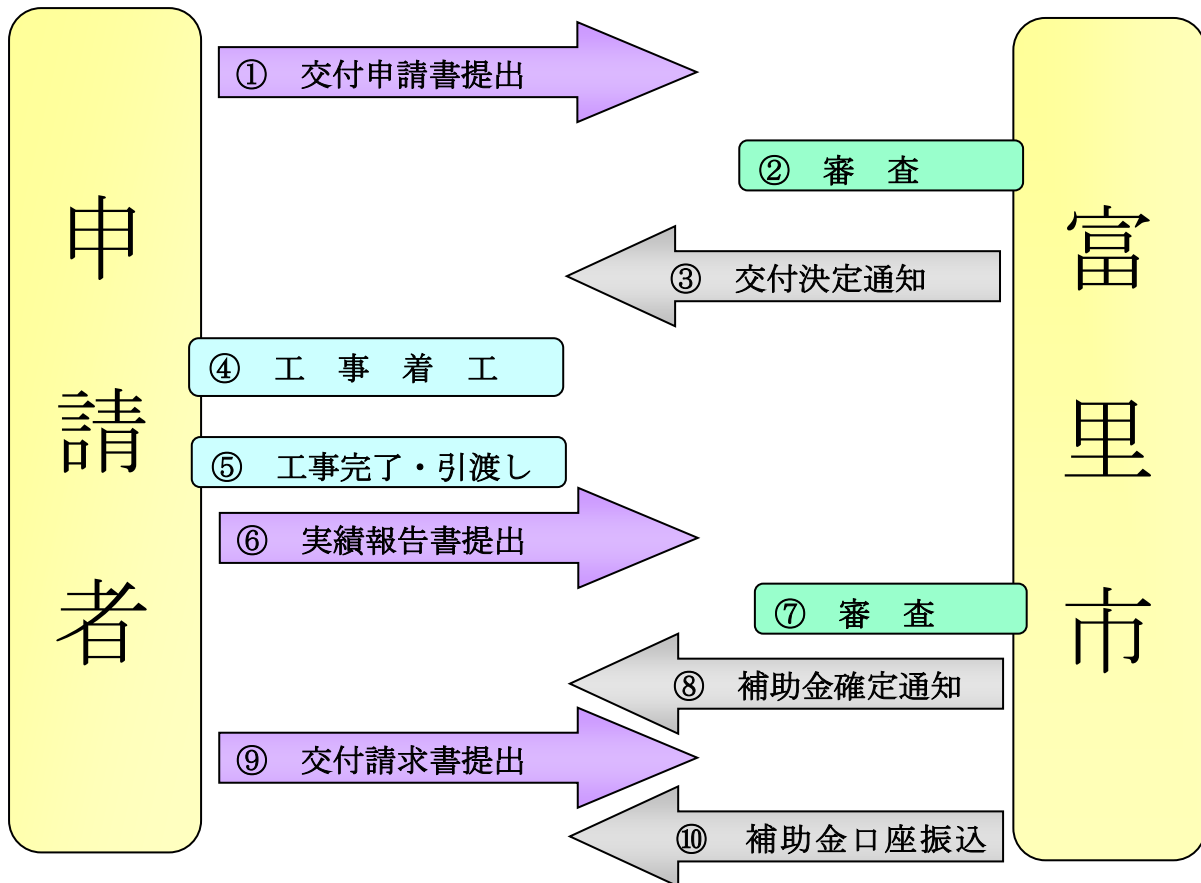 申請者
① 交付申請書提出
② 審 査
③ 交付決定通知
④ 工 事 着 工
⑤ 工事完了・引渡し
⑥ 実績報告書提出
⑦ 審 査
⑧ 補助金確定通知
⑨ 交付請求書提出
⑩ 補助金口座振込
富里市